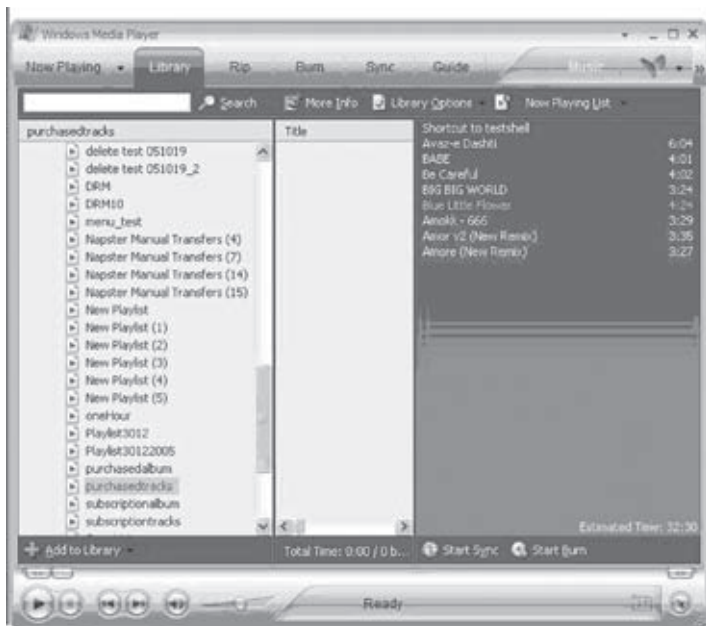 Windows Media Player
Now Playing Library Rip Burn Sync Guide Music
Search More Info Library Options Now Playing List
purchasedtracks
delete test 051019
delete test 051019_2
DRM
DRM10
menu_test
Napster Manual Transfers (4)
Napster Manual Transfers (7)
Napster Manual Transfers (14)
Napster Manual Transfers (15)
New Playlist
New Playlist (1)
New Playlist (2)
New Playlist (3)
New Playlist (4)
New Playlist (5)
oneHour
Playlist3012
Playlist30122005
purchasedalbum
purchasedtracks
subscriptionalbum
subscriptiontracks
Title
Shortcut to testshell
Avaz-e Dashti 6:04
BABE 4:01
Be Careful 4:02
BIG BIG WORLD 3:24
Blue Little Flower 4:24
Amokk - 666 3:29
Amor v2 (New Remix) 3:35
Amore (New Remix) 3:27
Estimated Time: 32:30
Add to Library Total Time: 0:00 / 0 b... Start Sync Start Burn
Ready